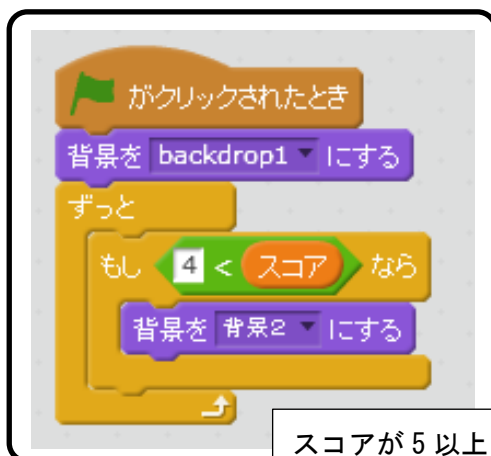 がクリックされたとき
背景を backdrop1 にする
ずっと
もし 4 < スコア なら
背景を 背景2 にする
スコアが5以上